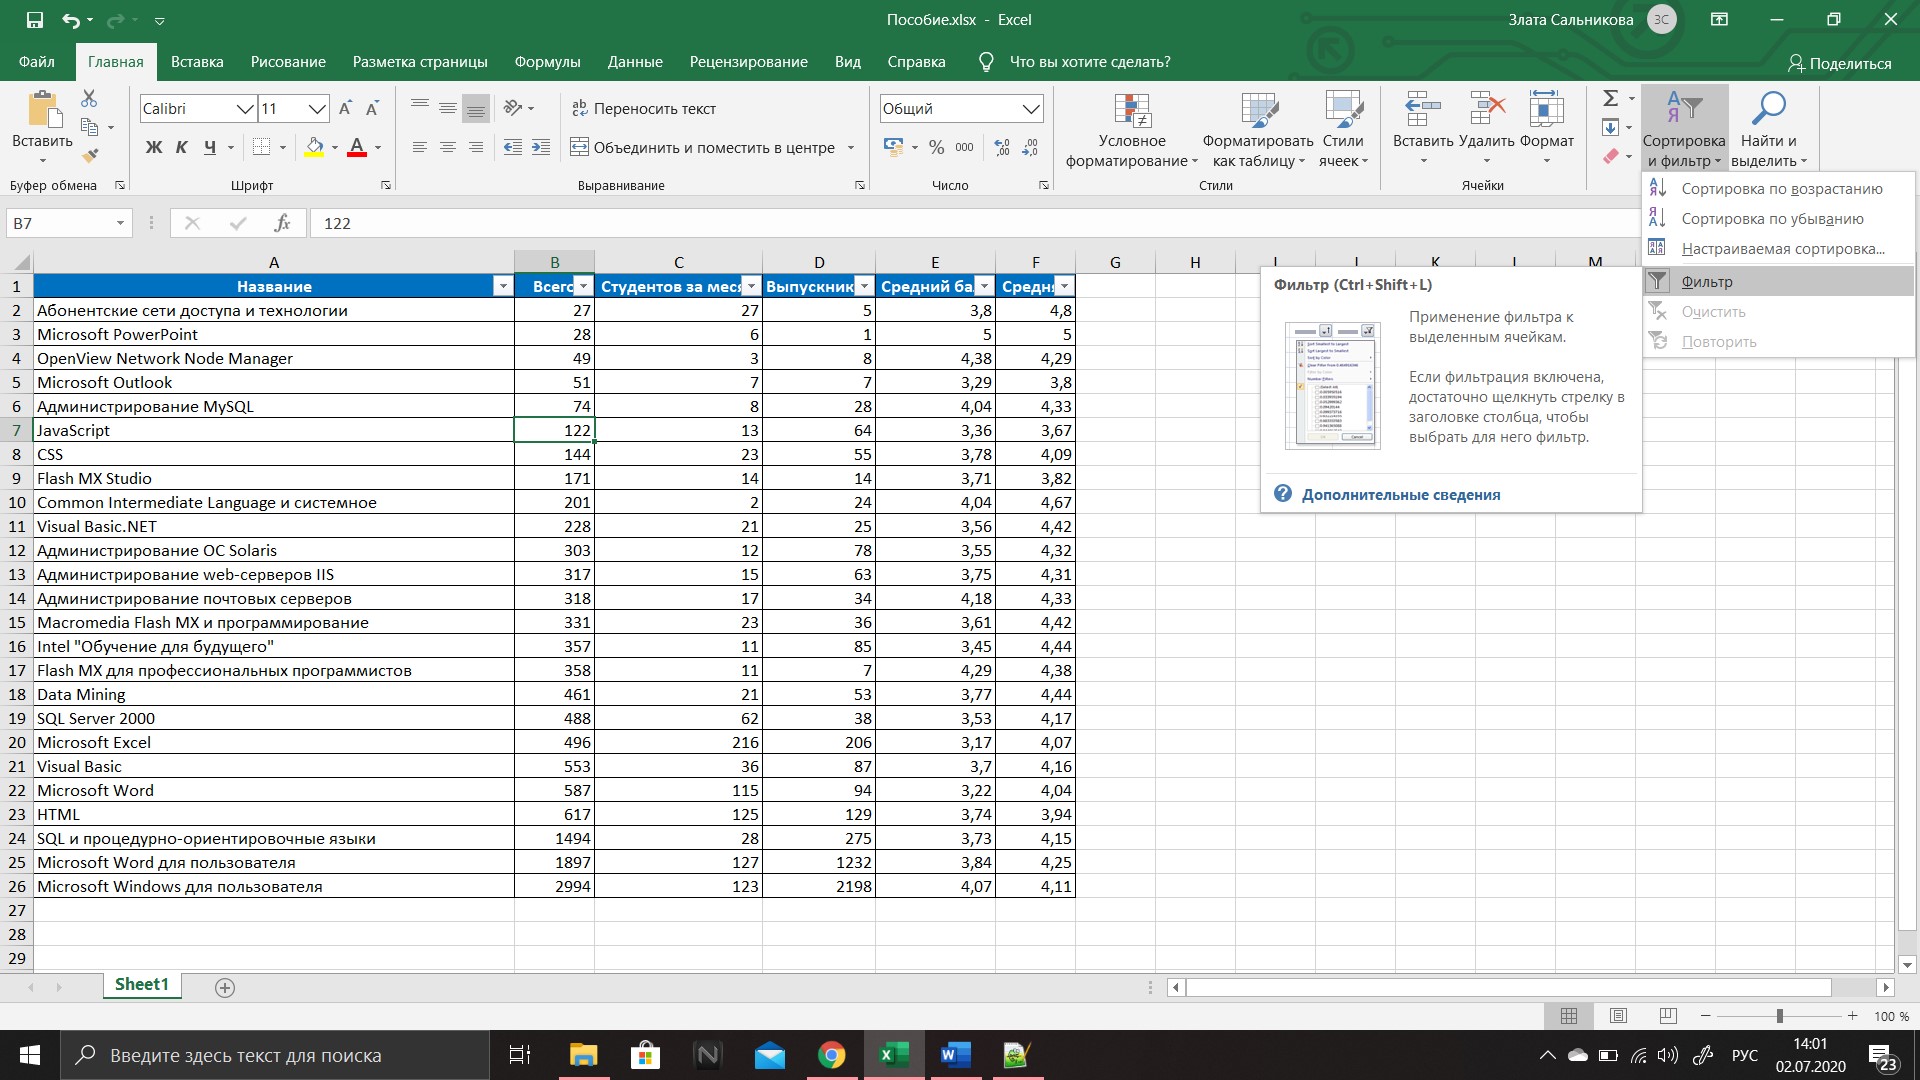 Пособие.xlsx - Excel
Злата Сальникова
ЗС
Файл Главная Вставка Рисование Разметка страницы Формулы Данные Рецензирование Вид Справка Что вы хотите сделать? Поделиться
Вставить
Буфер обмена
Calibri 11
Ж К Ч
Шрифт
Переносить текст
Объединить и поместить в центре
Выравнивание
Общий
% 000
Число
Условное форматирование
Форматировать как таблицу
Стили ячеек
Стили
Вставить Удалить Формат
Ячейки
Сортировка и фильтр
Найти и выделить
Сортировка по возрастанию
Сортировка по убыванию
Настраиваемая сортировка...
Фильтр
Очистить
Повторить
B7 fx 122
A B C D E F G H I J K L M
1 Название Всего Студентов за меся Выпускник Средний ба Средня
2 Абонентские сети доступа и технологии 27 27 5 3,8 4,8
3 Microsoft PowerPoint 28 6 1 5 5
4 OpenView Network Node Manager 49 3 8 4,38 4,29
5 Microsoft Outlook 51 7 7 3,29 3,8
6 Администрирование MySQL 74 8 28 4,04 4,33
7 JavaScript 122 13 64 3,36 3,67
8 CSS 144 23 55 3,78 4,09
9 Flash MX Studio 171 14 14 3,71 3,82
10 Common Intermediate Language и системное 201 2 24 4,04 4,67
11 Visual Basic.NET 228 21 25 3,56 4,42
12 Администрирование ОС Solaris 303 12 78 3,55 4,32
13 Администрирование web-серверов IIS 317 15 63 3,75 4,31
14 Администрирование почтовых серверов 318 17 34 4,18 4,33
15 Macromedia Flash MX и программирование 331 23 36 3,61 4,42
16 Intel "Обучение для будущего" 357 11 85 3,45 4,44
17 Flash MX для профессиональных программистов 358 11 7 4,29 4,38
18 Data Mining 461 21 53 3,77 4,44
19 SQL Server 2000 488 62 38 3,53 4,17
20 Microsoft Excel 496 216 206 3,17 4,07
21 Visual Basic 553 36 87 3,7 4,16
22 Microsoft Word 587 115 94 3,22 4,04
23 HTML 617 125 129 3,74 3,94
24 SQL и процедурно-ориентировочные языки 1494 28 275 3,73 4,15
25 Microsoft Word для пользователя 1897 127 1232 3,84 4,25
26 Microsoft Windows для пользователя 2994 123 2198 4,07 4,11
27
28
29
Фильтр (Ctrl+Shift+L)
Применение фильтра к
выделенным ячейкам.
Если фильтрация включена,
достаточно щелкнуть стрелку в
заголовке столбца, чтобы
выбрать для него фильтр.
Дополнительные сведения
Sheet1
100 %
Введите здесь текст для поиска
РУС
14:01
02.07.2020
23